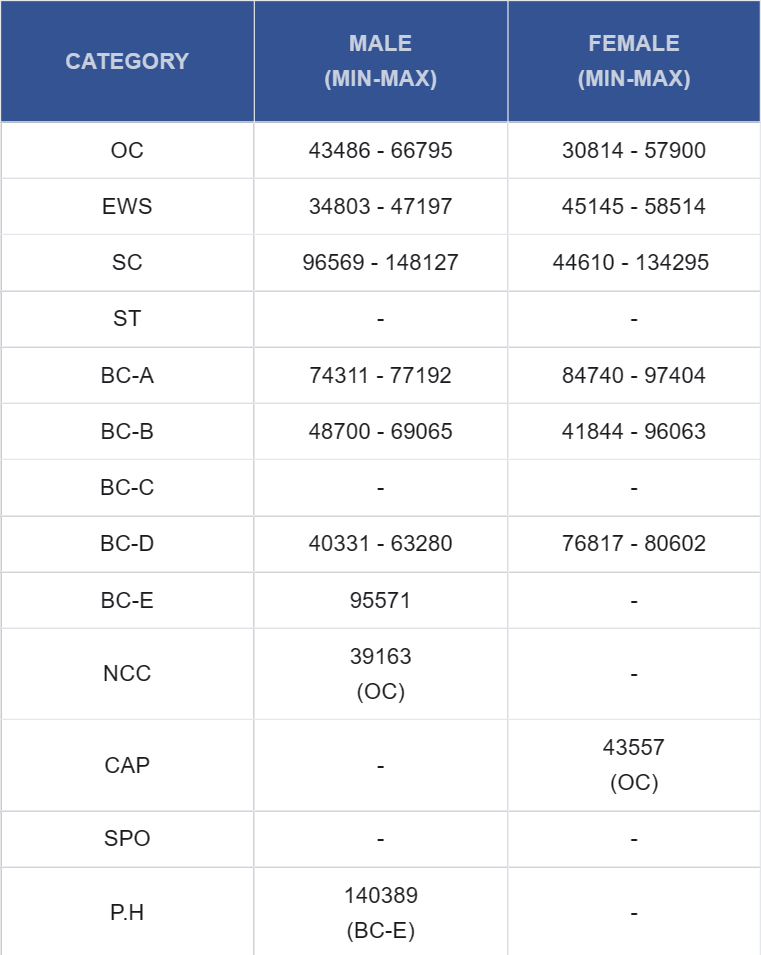 CATEGORY MALE (MIN-MAX) FEMALE (MIN-MAX)
OC 43486 - 66795 30814 - 57900
EWS 34803 - 47197 45145 - 58514
SC 96569 - 148127 44610 - 134295
ST - -
BC-A 74311 - 77192 84740 - 97404
BC-B 48700 - 69065 41844 - 96063
BC-C - -
BC-D 40331 - 63280 76817 - 80602
BC-E 95571 -
NCC 39163 (OC) -
CAP - 43557 (OC)
SPO - -
P.H 140389 (BC-E) -